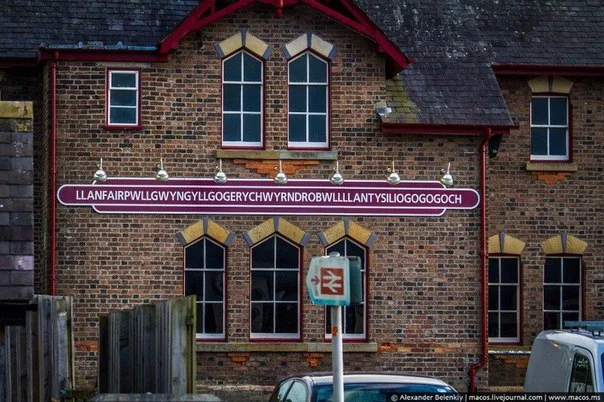 LLANFAIRPWLLGWYNGYLLGOGERYCHWYRNDROBWLLLLANTYSILIOGOGOGOCH
© Alexander Belenkiy | macos.livejournal.com | www.macos.ms